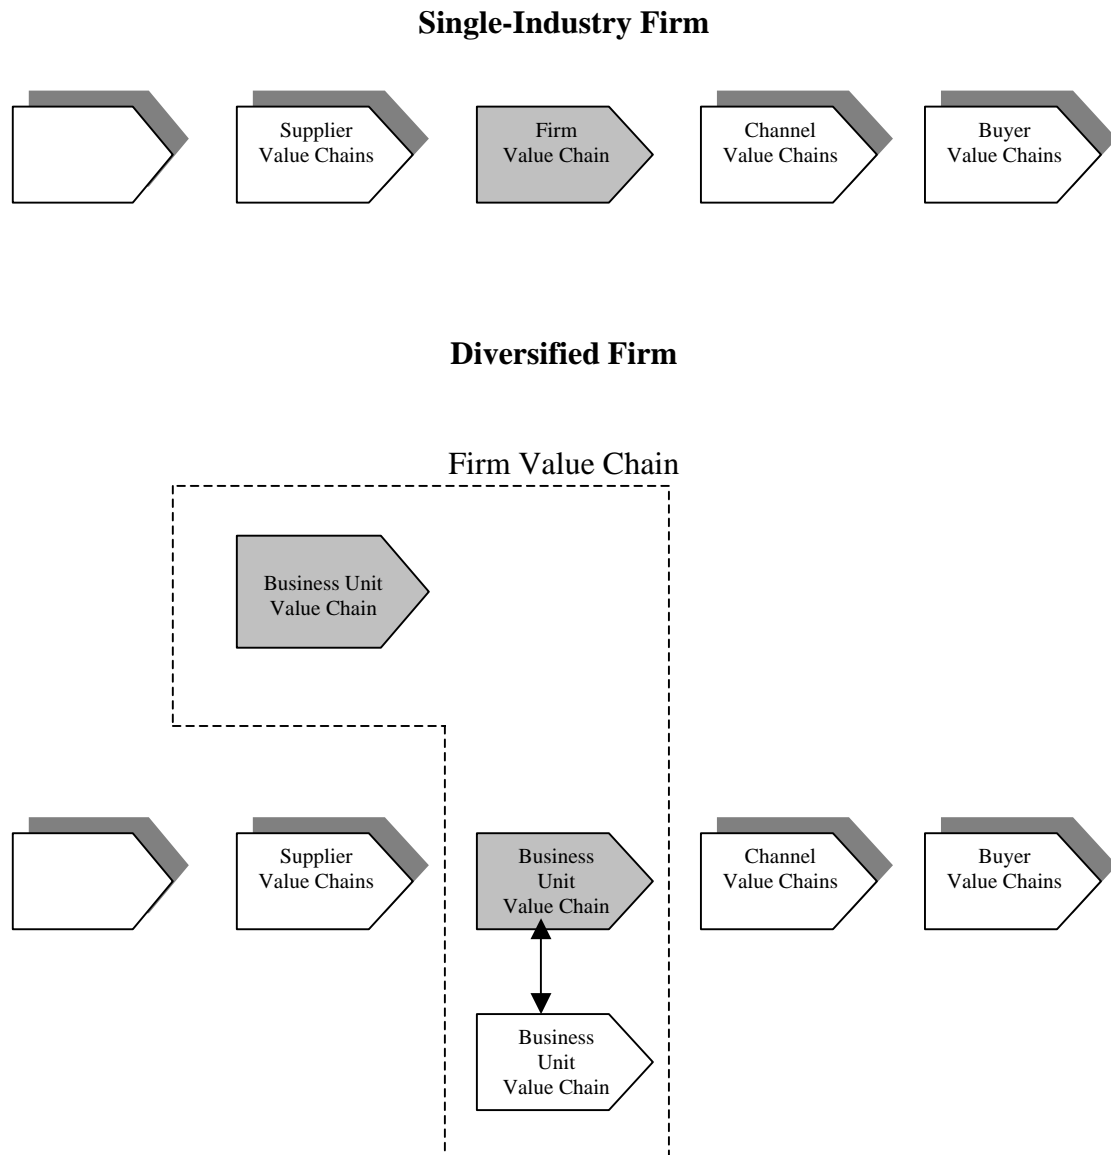 Single-Industry Firm
Supplier
Value Chains
Firm
Value Chain
Channel
Value Chains
Buyer
Value Chains
Diversified Firm
Firm Value Chain
Business Unit
Value Chain
Supplier
Value Chains
Business
Unit
Value Chain
Channel
Value Chains
Buyer
Value Chains
Business
Unit
Value Chain